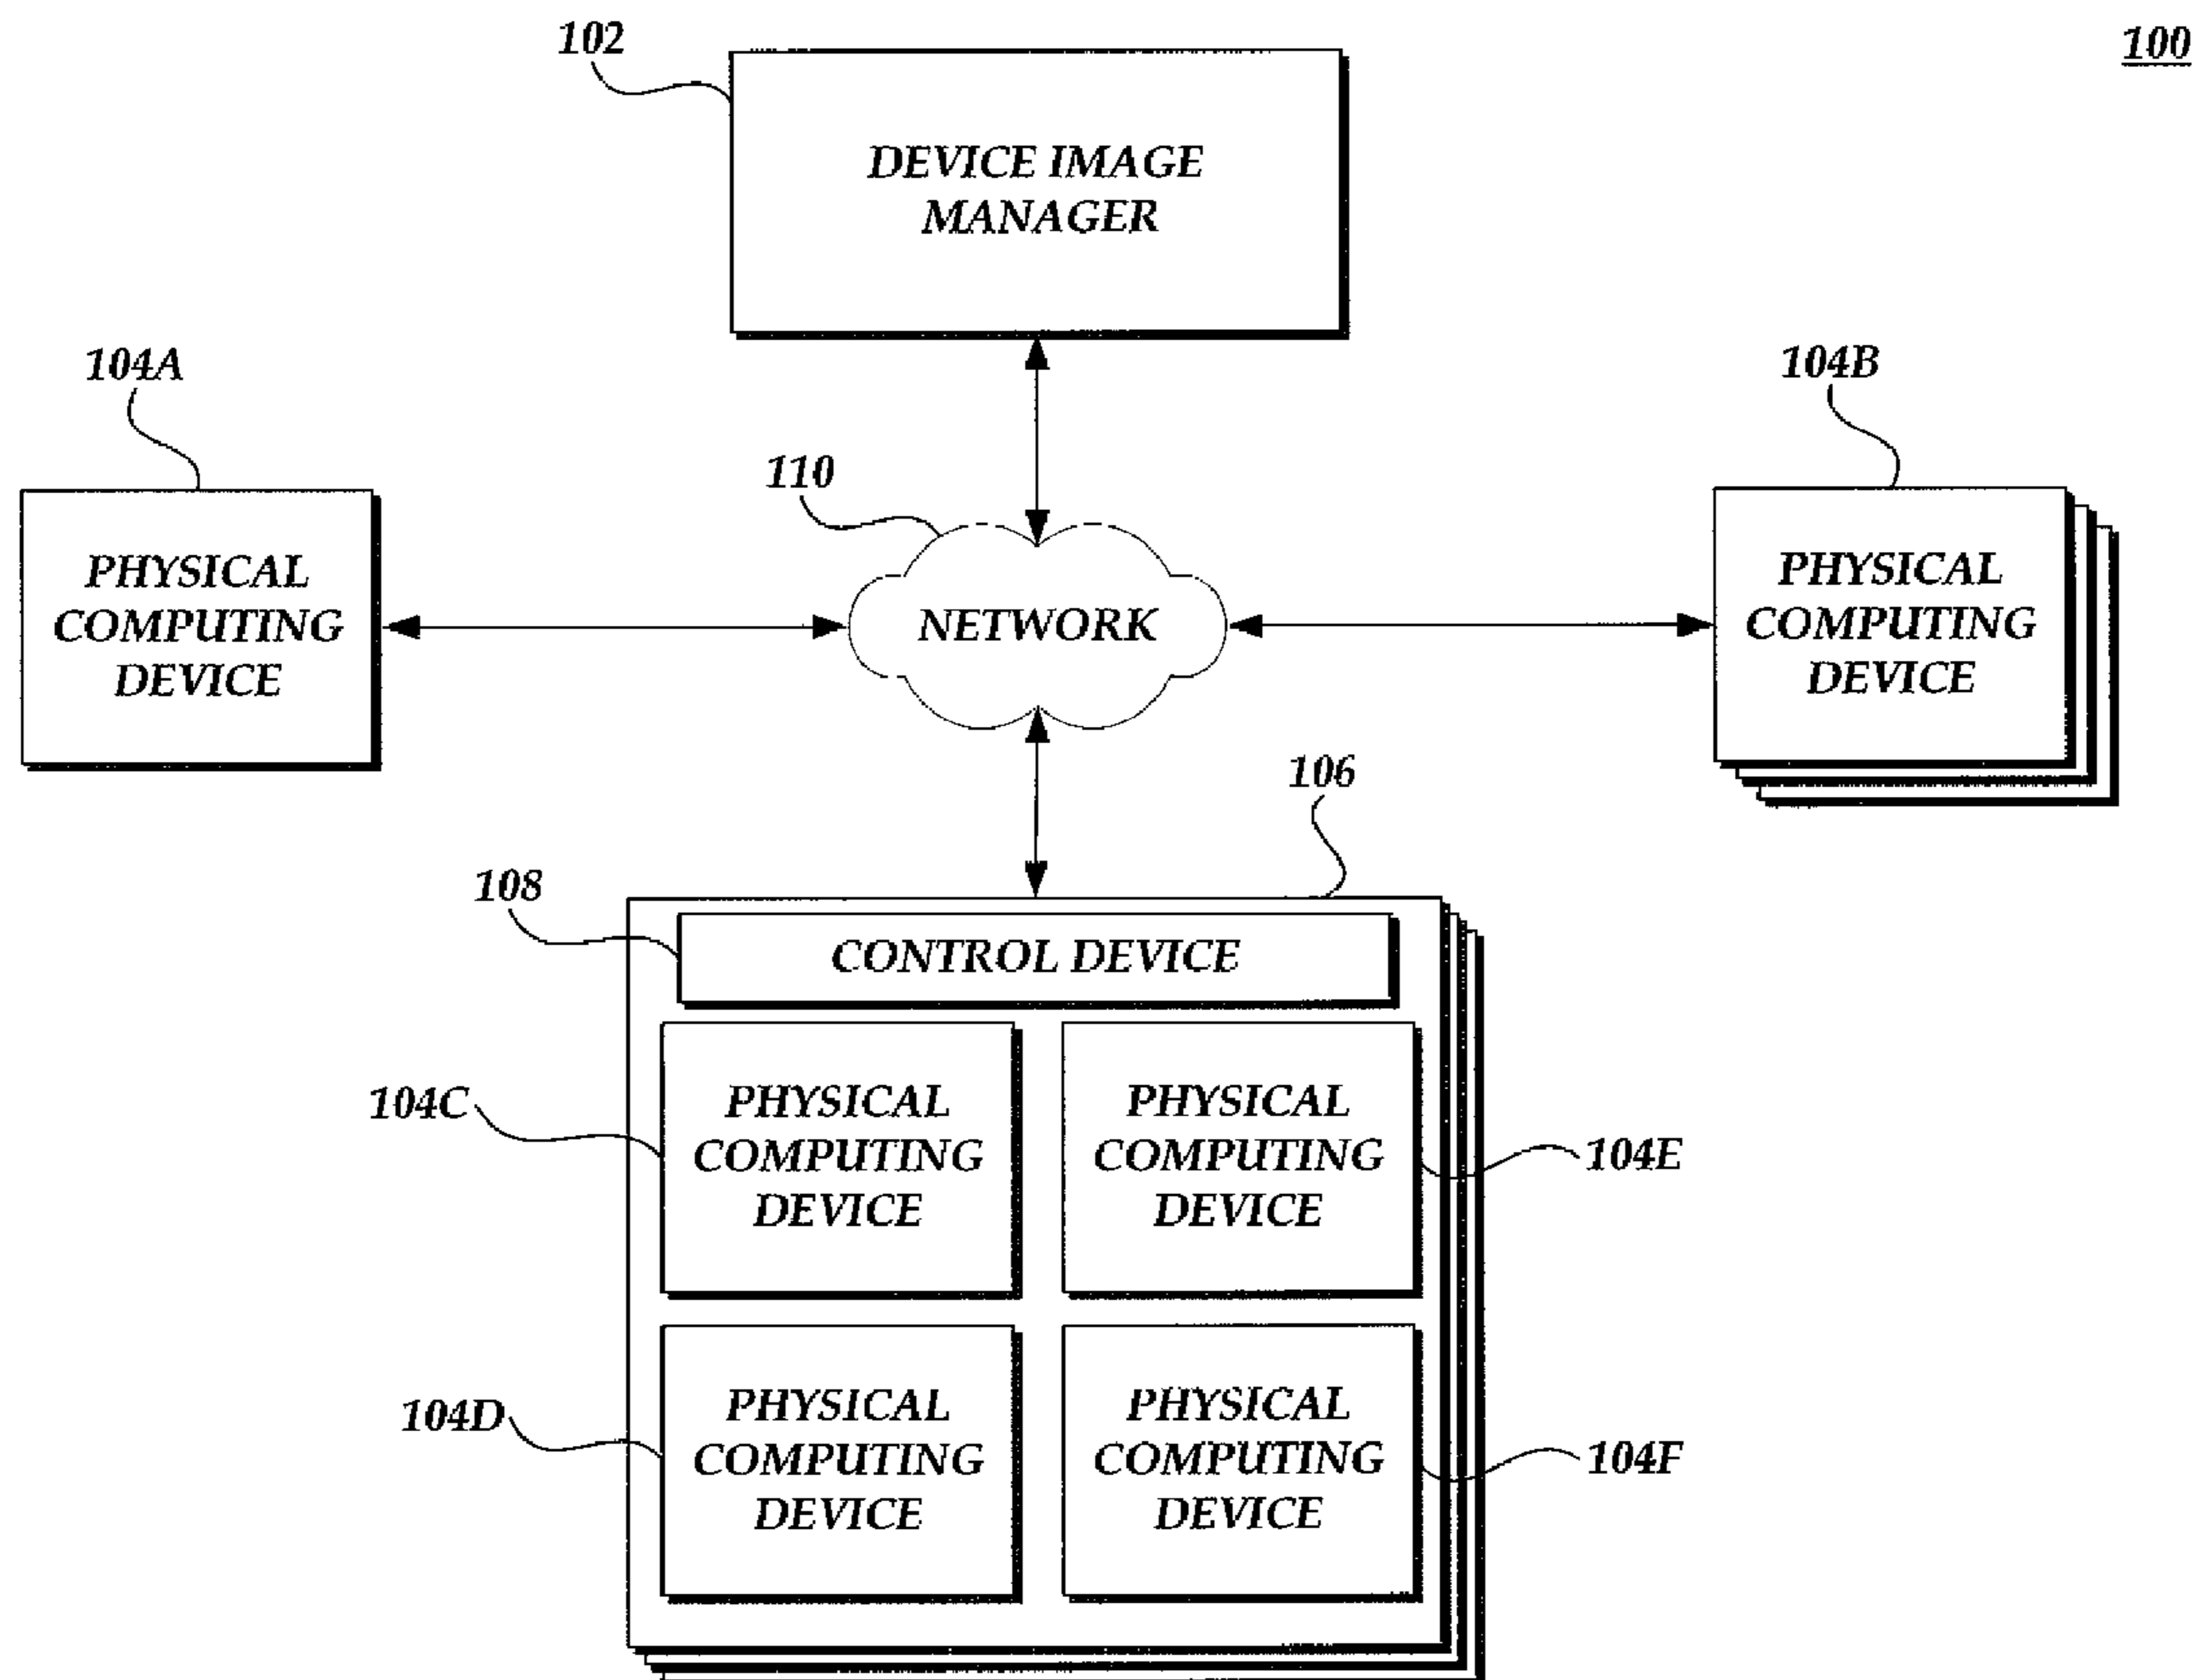 102
100
DEVICE IMAGE
MANAGER
104A
104B
110
PHYSICAL
COMPUTING
DEVICE
NETWORK
PHYSICAL
COMPUTING
DEVICE
106
108
CONTROL DEVICE
104C
PHYSICAL
COMPUTING
DEVICE
PHYSICAL
COMPUTING
DEVICE
104E
104D
PHYSICAL
COMPUTING
DEVICE
PHYSICAL
COMPUTING
DEVICE
104F